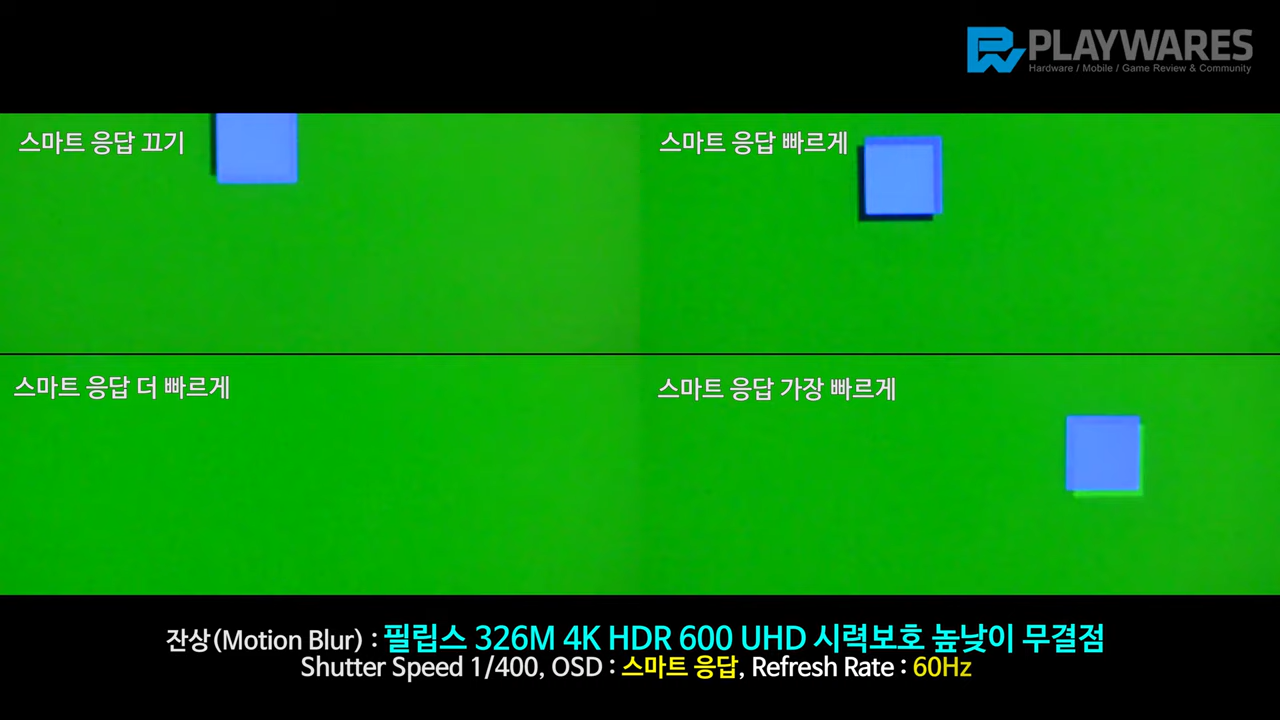 PLAYWARES
Hardware / Mobile / Game Review & Community
스마트 응답 끄기
스마트 응답 빠르게
스마트 응답 더 빠르게
스마트 응답 가장 빠르게
잔상(Motion Blur) : 필립스 326M 4K HDR 600 UHD 시력보호 높낮이 무결점
Shutter Speed 1/400, OSD : 스마트 응답, Refresh Rate : 60Hz